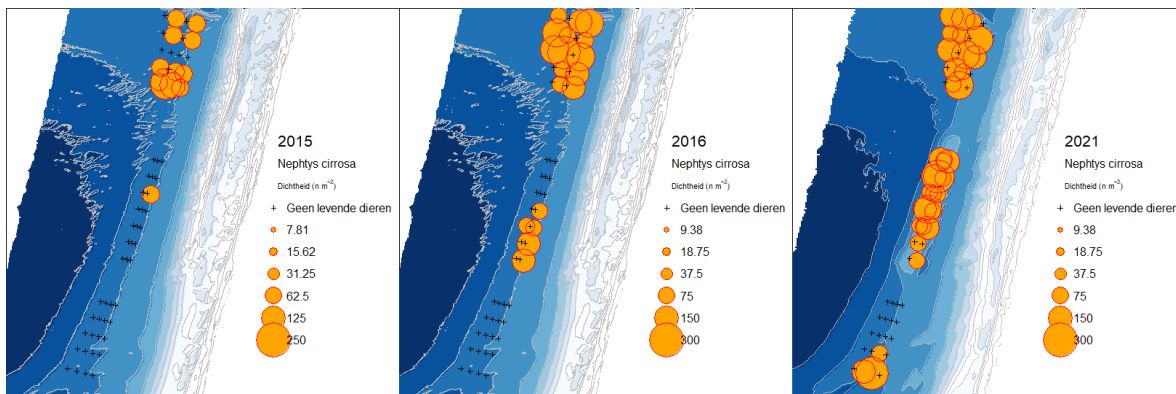 2015
Nephtys cirrosa
Dichtheid (n m⁻²)
+ Geen levende dieren
7.81
15.62
31.25
62.5
125
250
2016
Nephtys cirrosa
Dichtheid (n m⁻²)
+ Geen levende dieren
9.38
18.75
37.5
75
150
300
2021
Nephtys cirrosa
Dichtheid (n m⁻²)
+ Geen levende dieren
9.38
18.75
37.5
75
150
300